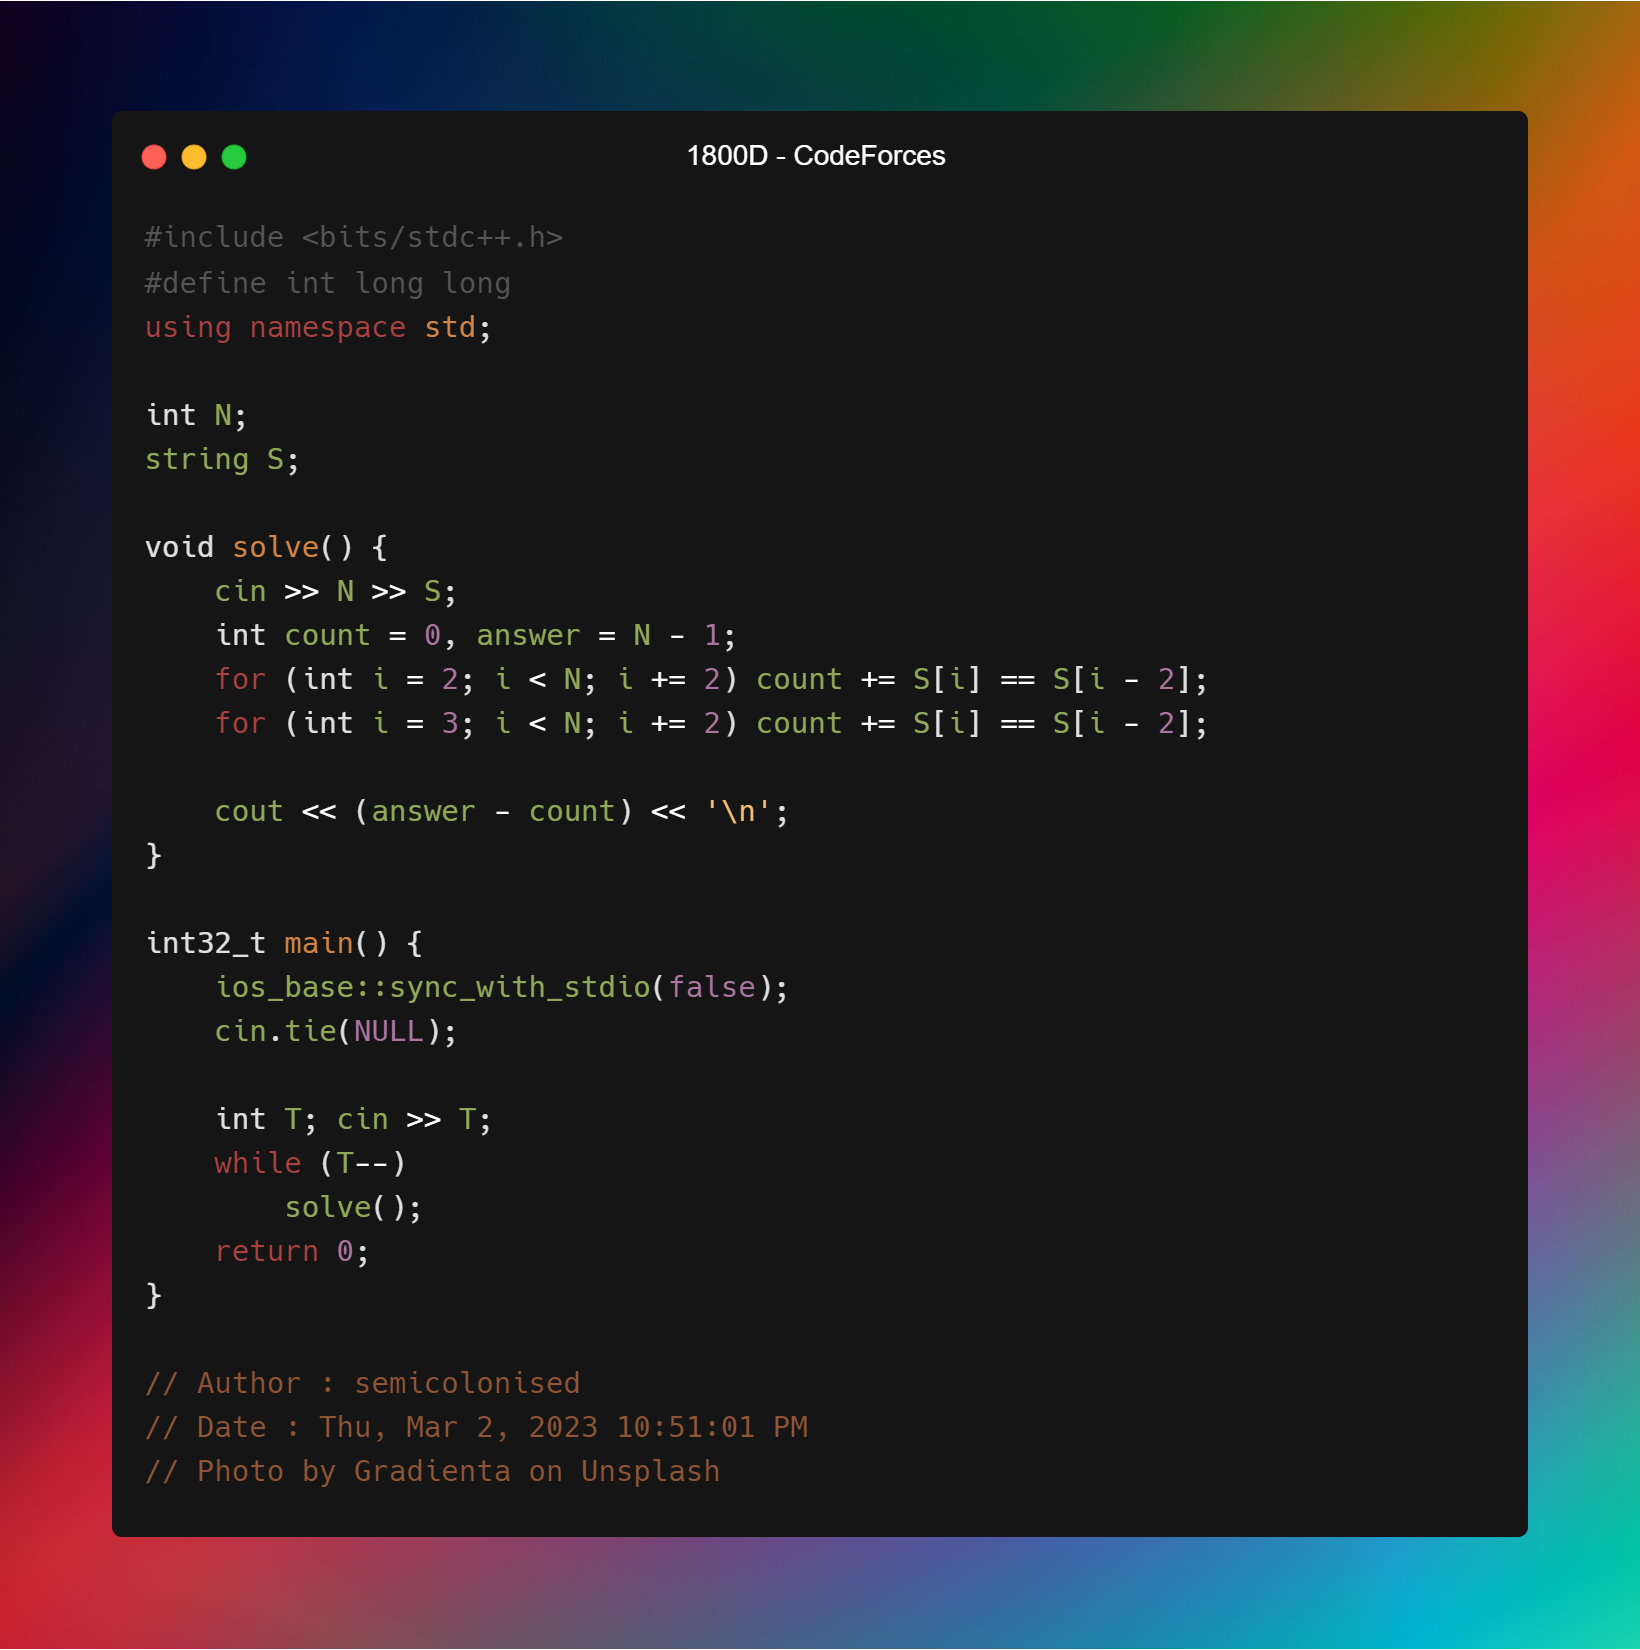 1800D - CodeForces
#include <bits/stdc++.h>
#define int long long
using namespace std;
int N;
string S;
void solve() {
    cin >> N >> S;
    int count = 0, answer = N - 1;
    for (int i = 2; i < N; i += 2) count += S[i] == S[i - 2];
    for (int i = 3; i < N; i += 2) count += S[i] == S[i - 2];
    cout << (answer - count) << '\n';
}
int32_t main() {
    ios_base::sync_with_stdio(false);
    cin.tie(NULL);
    int T; cin >> T;
    while (T--)
        solve();
    return 0;
}
// Author : semicolonised
// Date : Thu, Mar 2, 2023 10:51:01 PM
// Photo by Gradienta on Unsplash